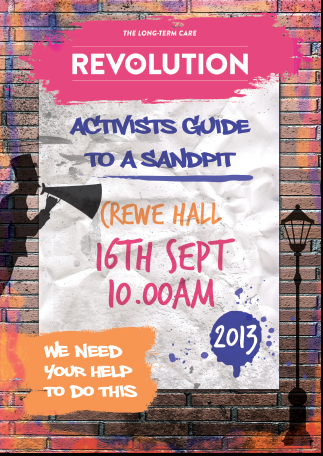 THE LONG-TERM CARE
REVOLUTION
ACTIVISTS GUIDE
TO A SANDPIT
CREWE HALL
16TH SEPT
10.00AM
2013
WE NEED
YOUR HELP
TO DO THIS